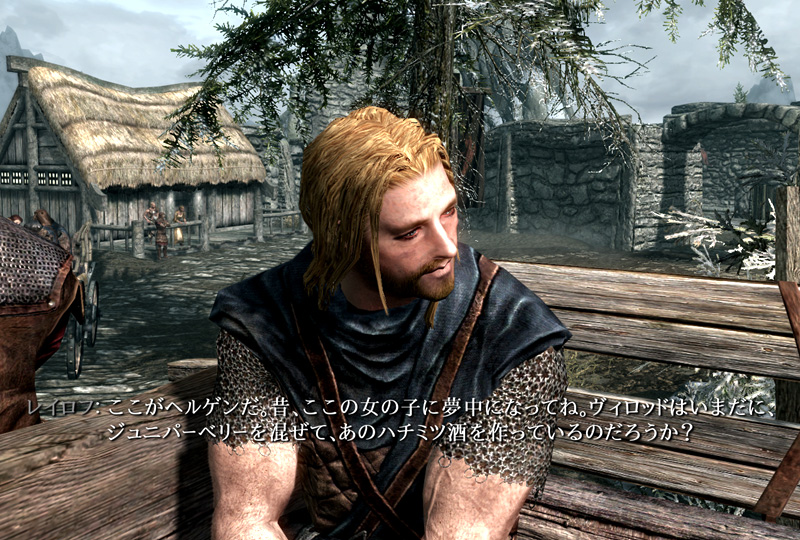 レイロフ: ここがヘルゲンだ。昔、ここの女の子に夢中になってね。ヴィロッドはいまだに、
ジュニパーベリーを混ぜて、あのハチミツ酒を作っているのだろうか?